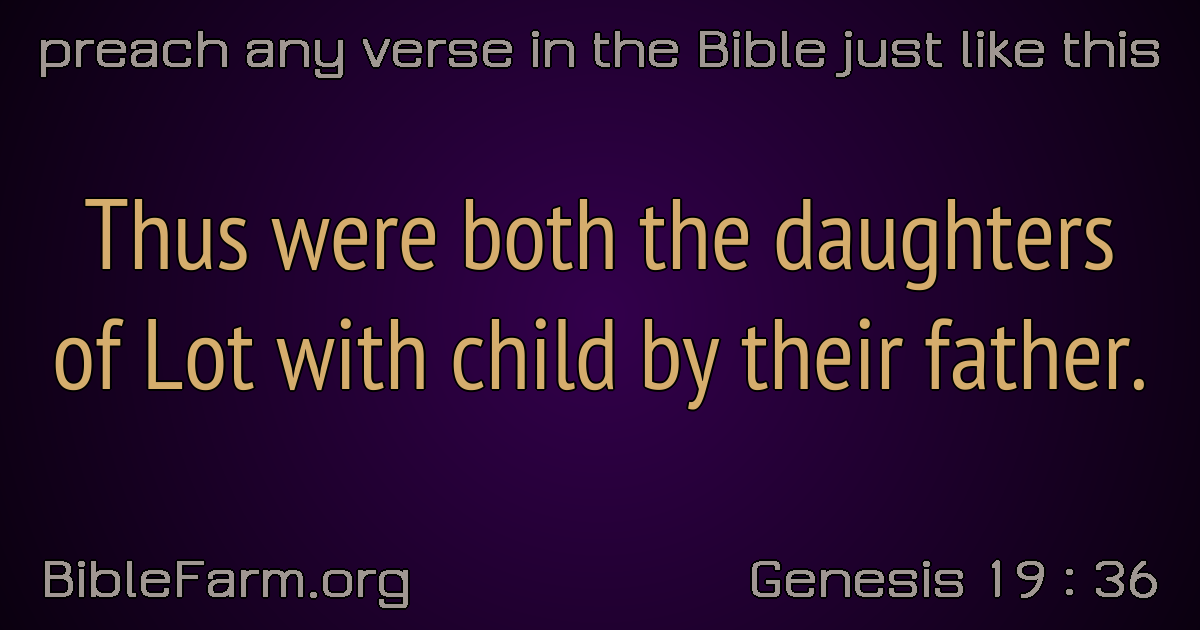 preach any verse in the Bible just like this
Thus were both the daughters
of Lot with child by their father.
BibleFarm.org
Genesis 19 : 36